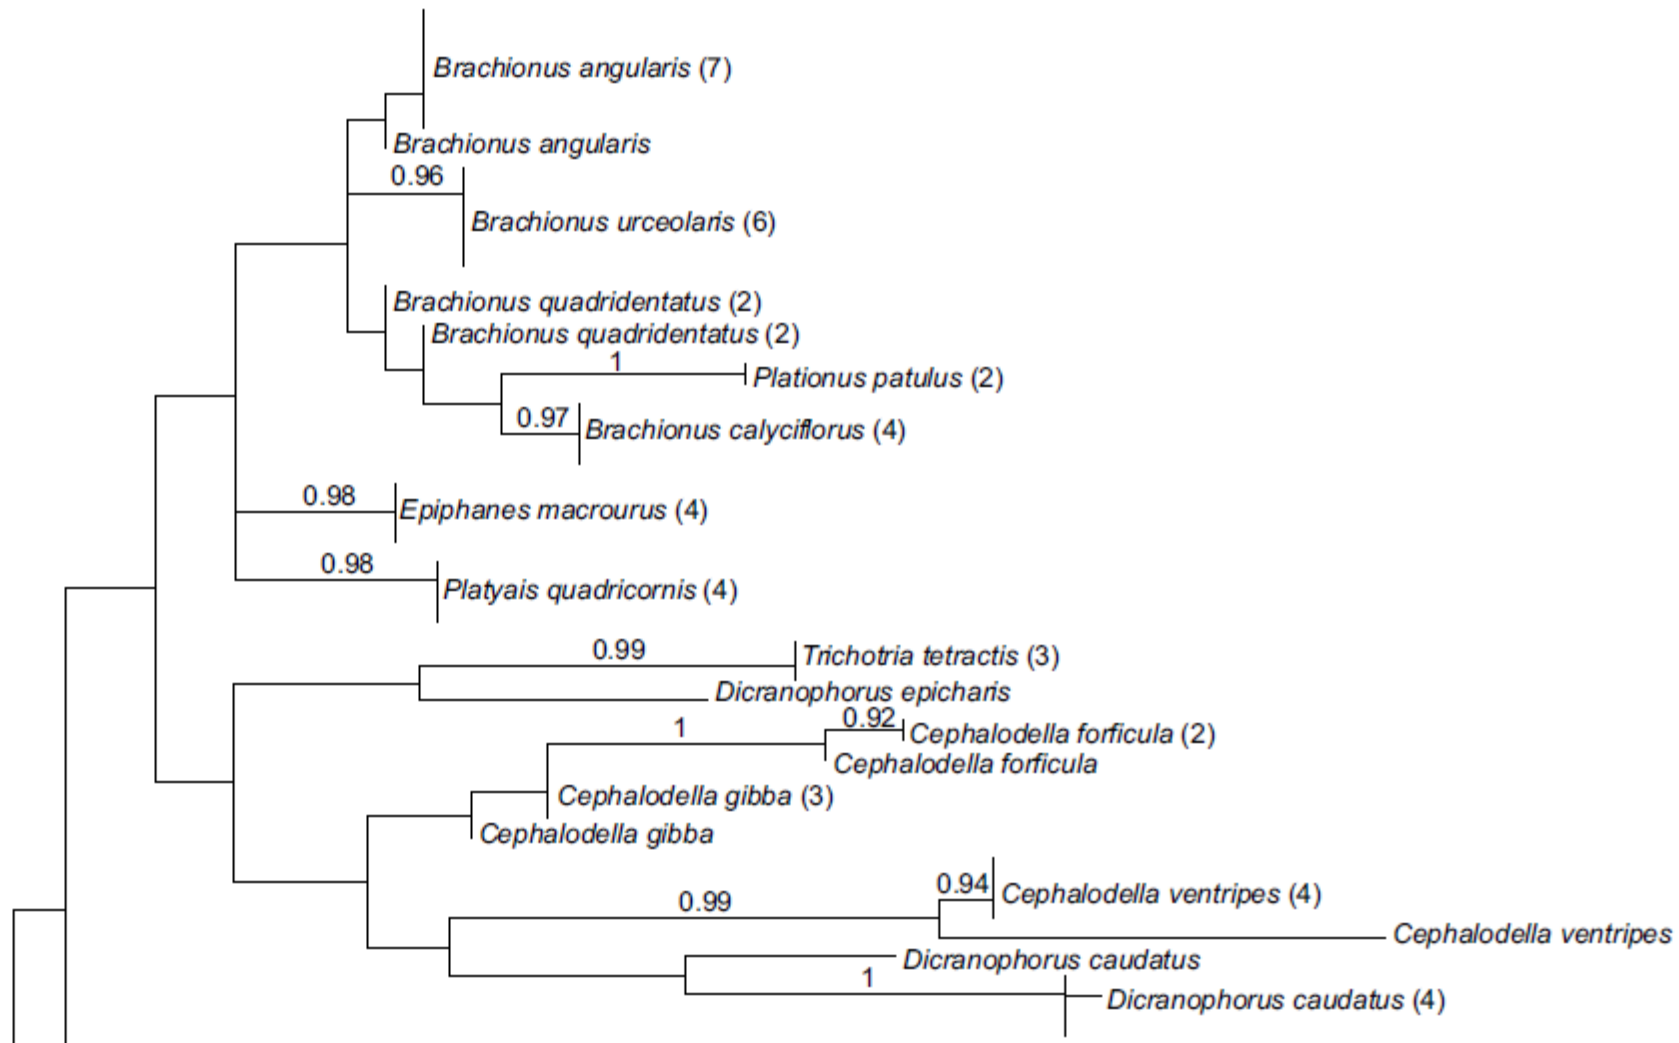 Brachionus angularis (7)
Brachionus angularis
0.96
Brachionus urceolaris (6)
Brachionus quadridentatus (2)
Brachionus quadridentatus (2)
1
Plationus patulus (2)
0.97
Brachionus calyciflorus (4)
0.98
Epiphanes macrourus (4)
0.98
Platyais quadricornis (4)
0.99
Trichotria tetractis (3)
Dicranophorus epicharis
0.92
1
Cephalodella forficula (2)
Cephalodella forficula
Cephalodella gibba (3)
Cephalodella gibba
0.94
Cephalodella ventripes (4)
0.99
Cephalodella ventripes
Dicranophorus caudatus
1
Dicranophorus caudatus (4)